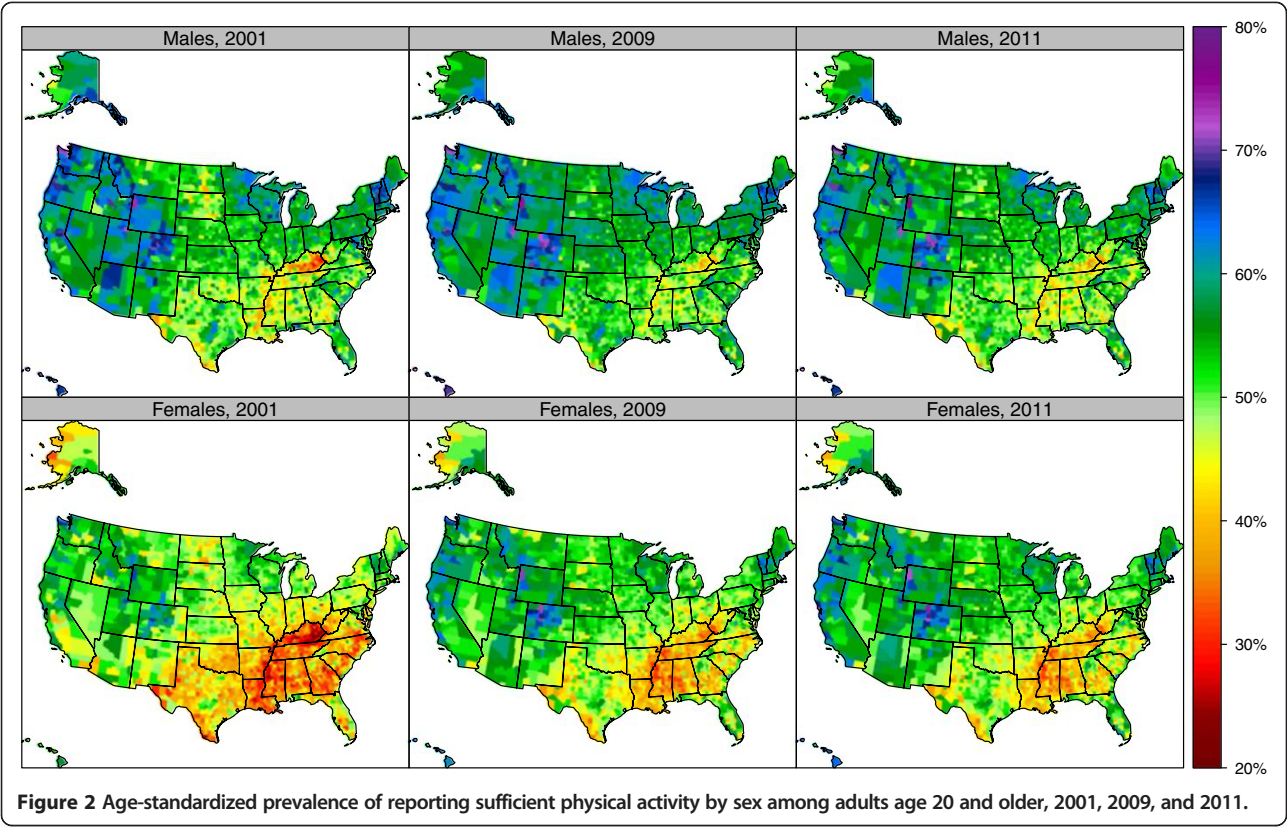 Males, 2001
Males, 2009
Males, 2011
Females, 2001
Females, 2009
Females, 2011
80%
70%
60%
50%
40%
30%
20%
Figure 2 Age-standardized prevalence of reporting sufficient physical activity by sex among adults age 20 and older, 2001, 2009, and 2011.